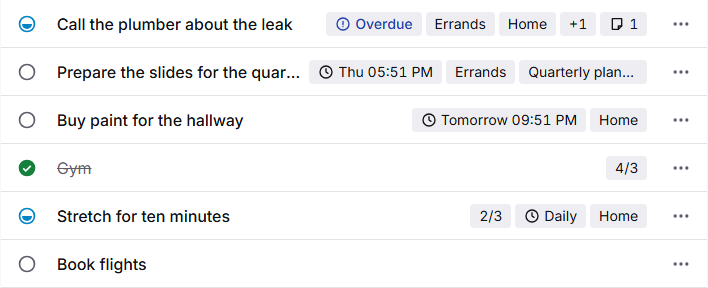 Call the plumber about the leak Overdue Errands Home +1 1
Prepare the slides for the quar... Thu 05:51 PM Errands Quarterly plan...
Buy paint for the hallway Tomorrow 09:51 PM Home
Gym 4/3
Stretch for ten minutes 2/3 Daily Home
Book flights